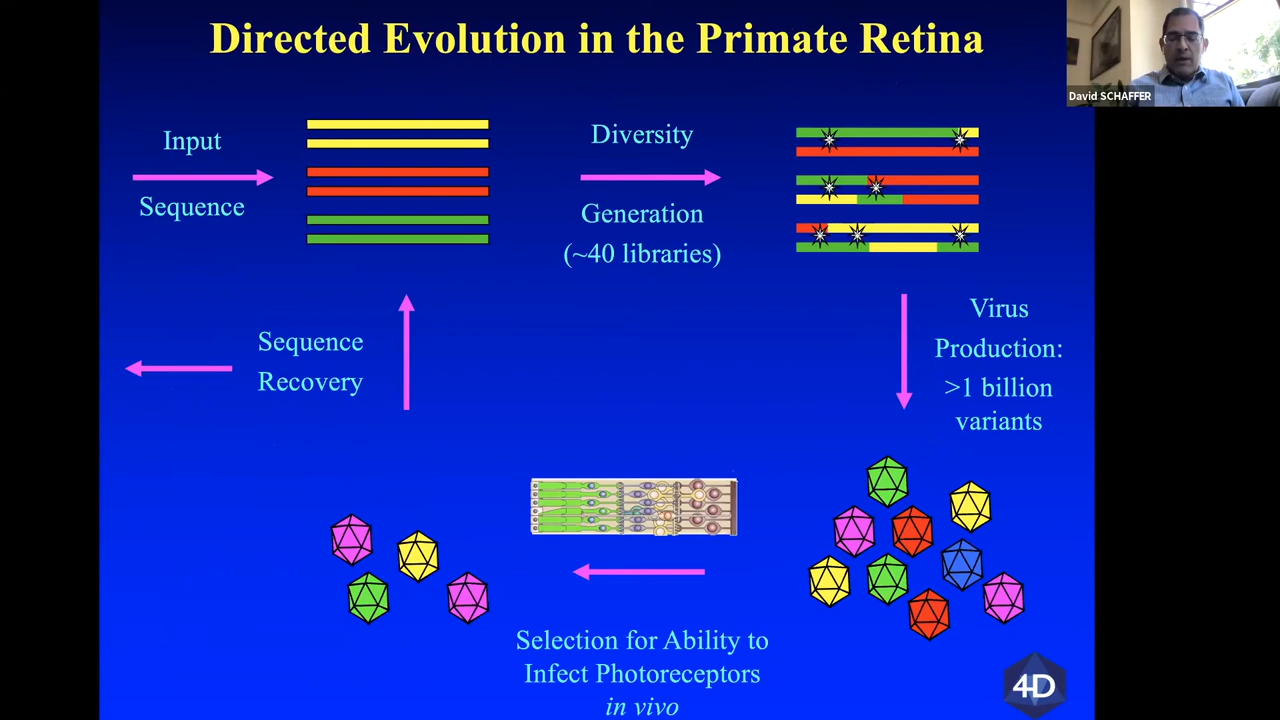 Directed Evolution in the Primate Retina
David SCHAFFER
Input
Sequence
Diversity
Generation
(~40 libraries)
Virus
Production:
>1 billion
variants
Sequence
Recovery
Selection for Ability to
Infect Photoreceptors
in vivo
4D